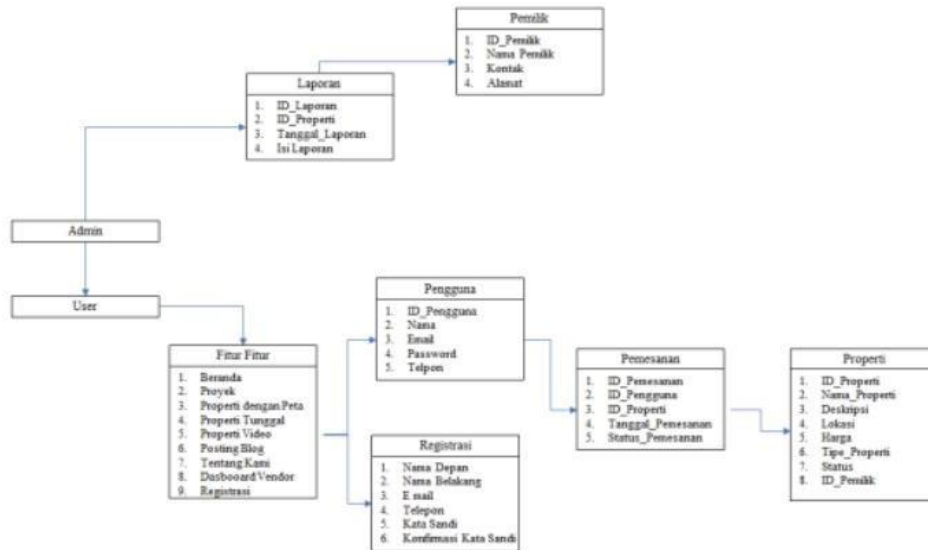 Pemilik
1. ID_Pemilik
2. Nama Pemilik
3. Kontak
4. Alamat
Laporan
1. ID_Laporan
2. ID_Properti
3. Tanggal_Laporan
4. Isi Laporan
Admin
User
Fitur Fitur
1. Beranda
2. Proyek
3. Properti dengan Peta
4. Properti Tunggal
5. Properti Video
6. Posting Blog
7. Tentang Kami
8. Dasbooard Vendor
9. Registrasi
Pengguna
1. ID_Pengguna
2. Nama
3. Email
4. Password
5. Telpon
Registrasi
1. Nama Depan
2. Nama Belakang
3. E mail
4. Telepon
5. Kata Sandi
6. Konfirmasi Kata Sandi
Pemesanan
1. ID_Pemesanan
2. ID_Pengguna
3. ID_Properti
4. Tanggal_Pemesanan
5. Status_Pemesanan
Properti
1. ID_Properti
2. Nama_Properti
3. Deskripsi
4. Lokasi
5. Harga
6. Tipe_Properti
7. Status
8. ID_Pemilik